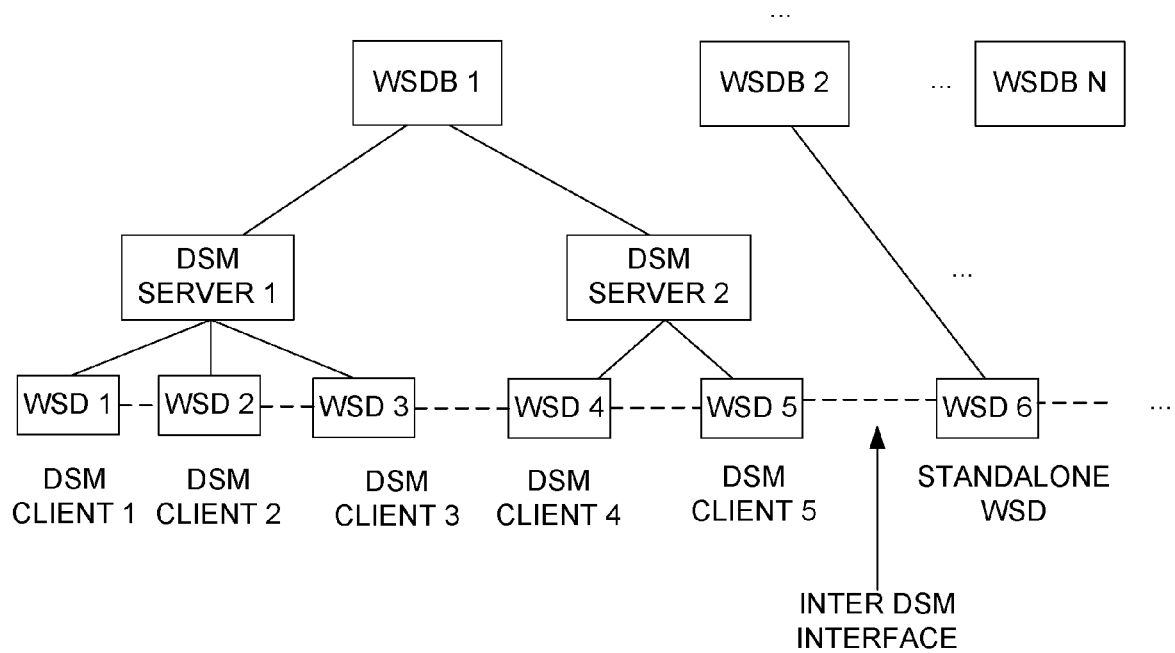 ...
WSDB 1
WSDB 2
...
WSDB N
DSM
SERVER 1
DSM
SERVER 2
...
WSD 1
WSD 2
WSD 3
WSD 4
WSD 5
WSD 6
...
DSM
CLIENT 1
DSM
CLIENT 2
DSM
CLIENT 3
DSM
CLIENT 4
DSM
CLIENT 5
STANDALONE
WSD
INTER DSM
INTERFACE